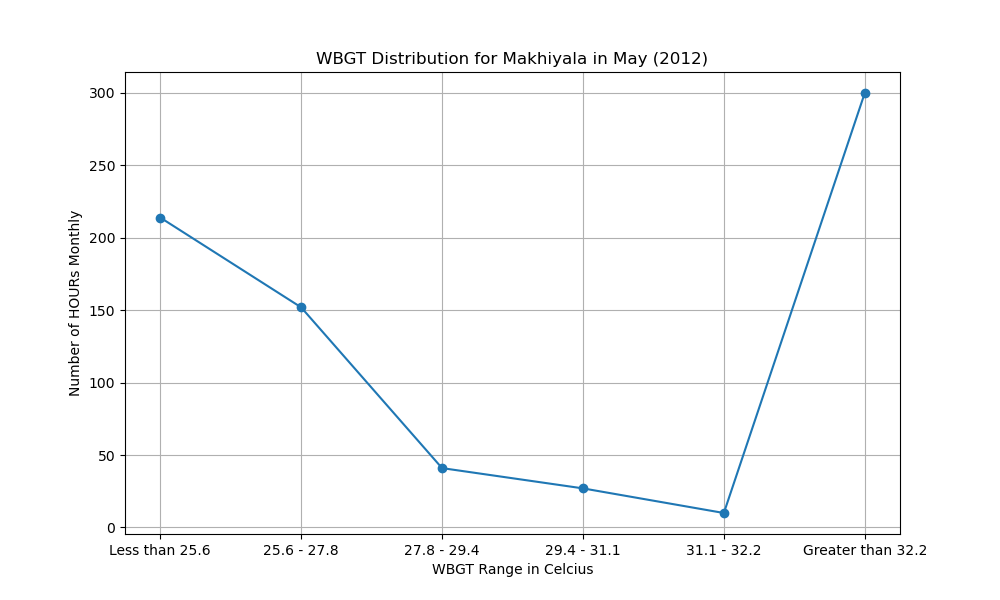 WBGT Distribution for Makhiyala in May (2012)
300
250
200
150
100
50
0
Number of HOURs Monthly
Less than 25.6
25.6 - 27.8
27.8 - 29.4
29.4 - 31.1
31.1 - 32.2
Greater than 32.2
WBGT Range in Celcius